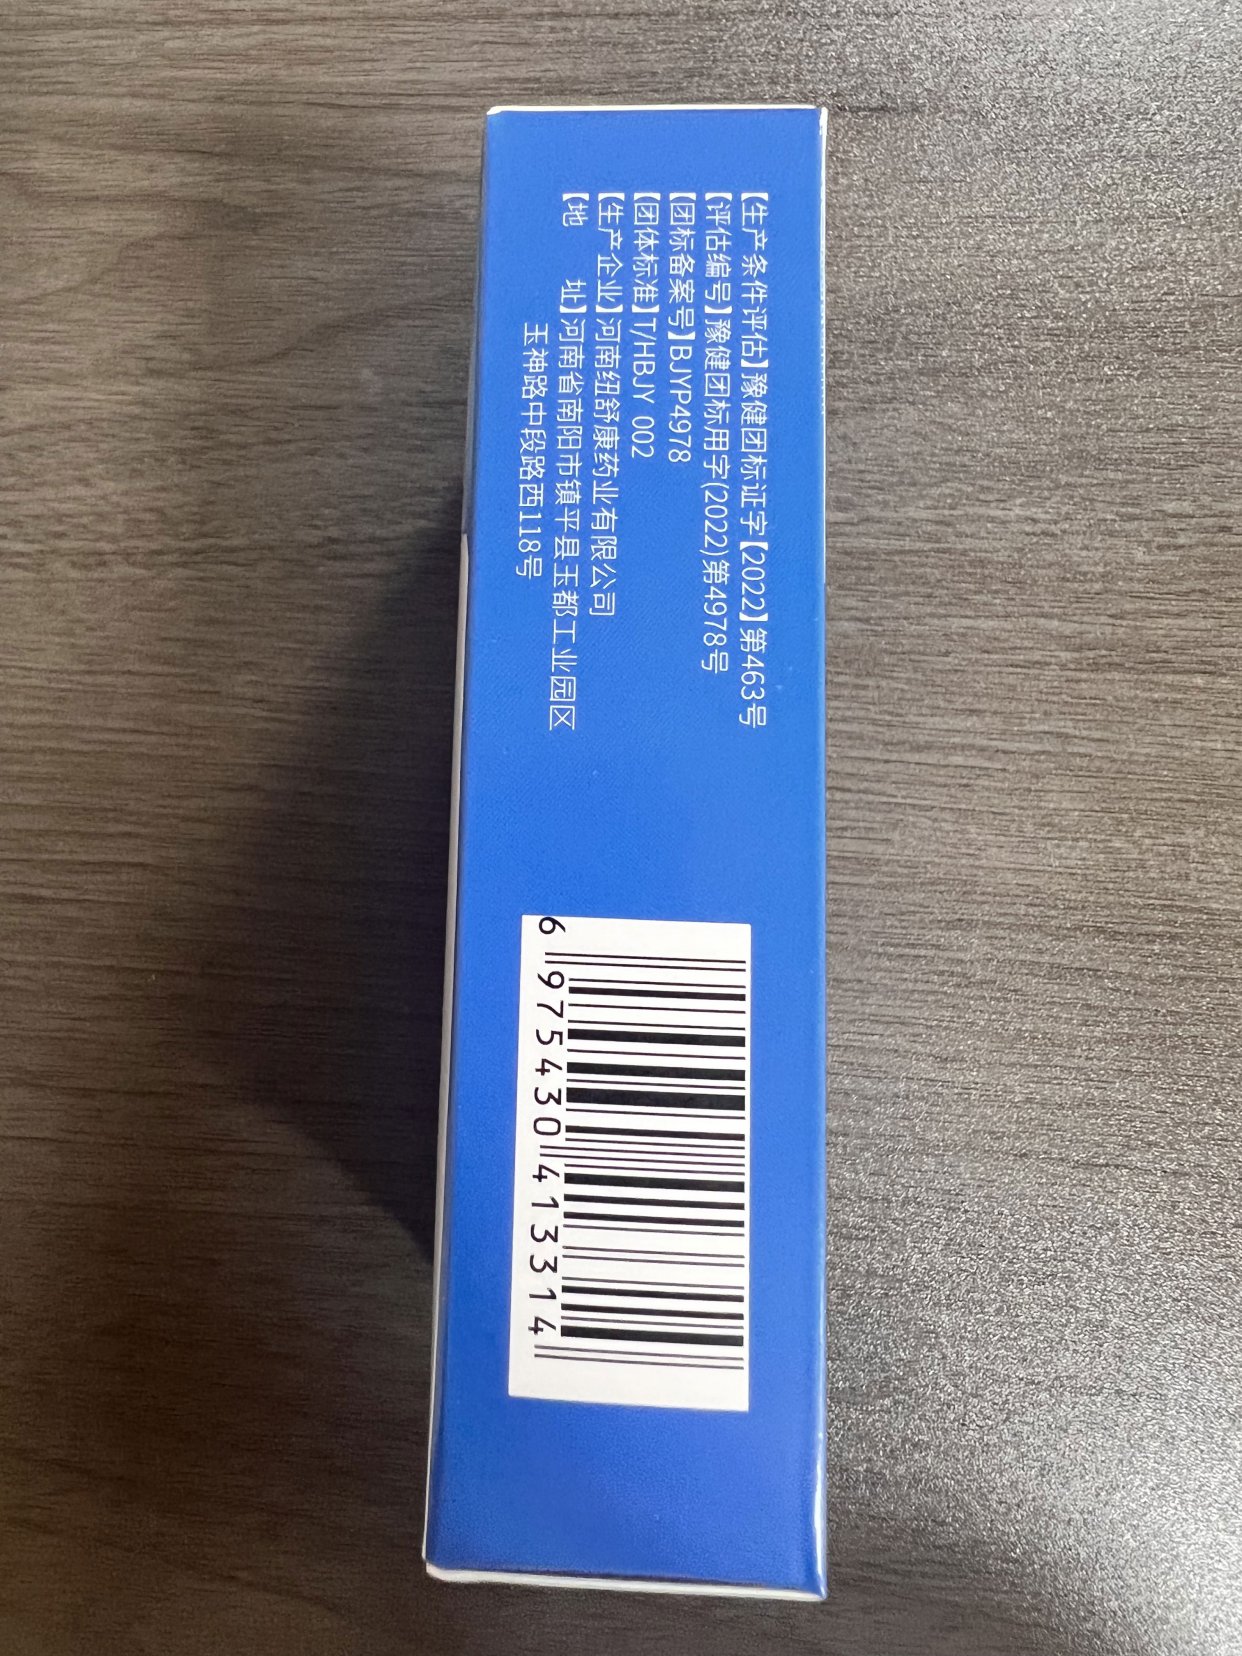 【生产条件评估】豫健团标证字【2022】第463号
【评估编号】豫健团标用字(2022)第4978号
【团标备案号】BJYP4978
【团体标准】T/HBJY 002
【生产企业】河南纽舒康药业有限公司
【地 址】河南省南阳市镇平县玉都工业园区
玉神路中段路西118号
6 975430 413314